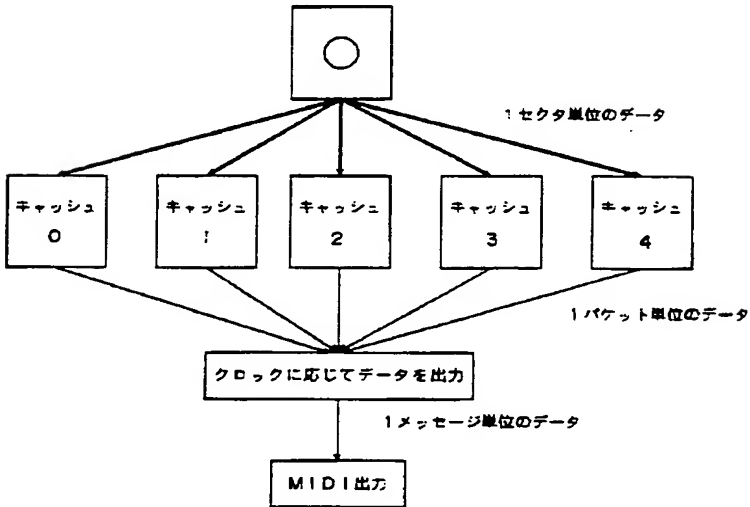 1セクタ単位のデータ
キャッシュ
0
キャッシュ
1
キャッシュ
2
キャッシュ
3
キャッシュ
4
1パケット単位のデータ
クロックに応じてデータを出力
1メッセージ単位のデータ
MIDI出力